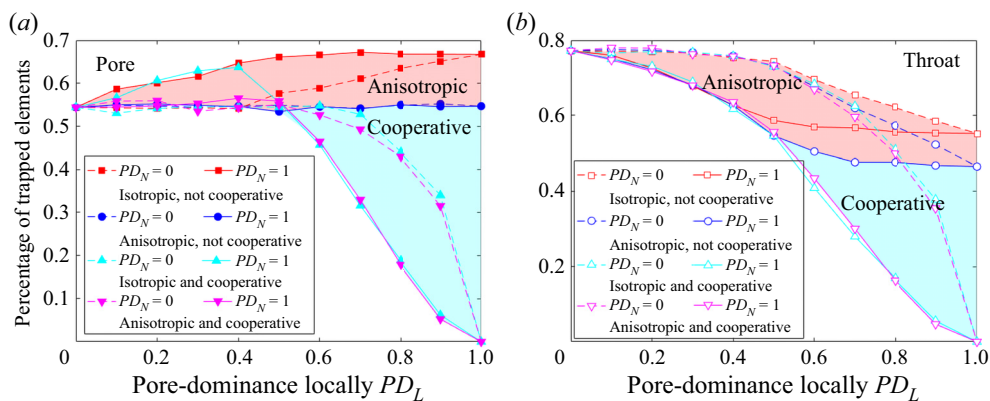 (a)
0.7
0.6
0.5
0.4
0.3
0.2
0.1
0 0.2 0.4 0.6 0.8 1.0
Percentage of trapped elements
Pore-dominance locally PD_L
Pore
Anisotropic
Cooperative
PD_N = 0 PD_N = 1
Isotropic, not cooperative
PD_N = 0 PD_N = 1
Anisotropic, not cooperative
PD_N = 0 PD_N = 1
Isotropic and cooperative
PD_N = 0 PD_N = 1
Anisotropic and cooperative
(b)
0.8
0.6
0.4
0.2
0 0.2 0.4 0.6 0.8 1.0
Pore-dominance locally PD_L
Throat
Anisotropic
Cooperative
PD_N = 0 PD_N = 1
Isotropic, not cooperative
PD_N = 0 PD_N = 1
Anisotropic, not cooperative
PD_N = 0 PD_N = 1
Isotropic and cooperative
PD_N = 0 PD_N = 1
Anisotropic and cooperative